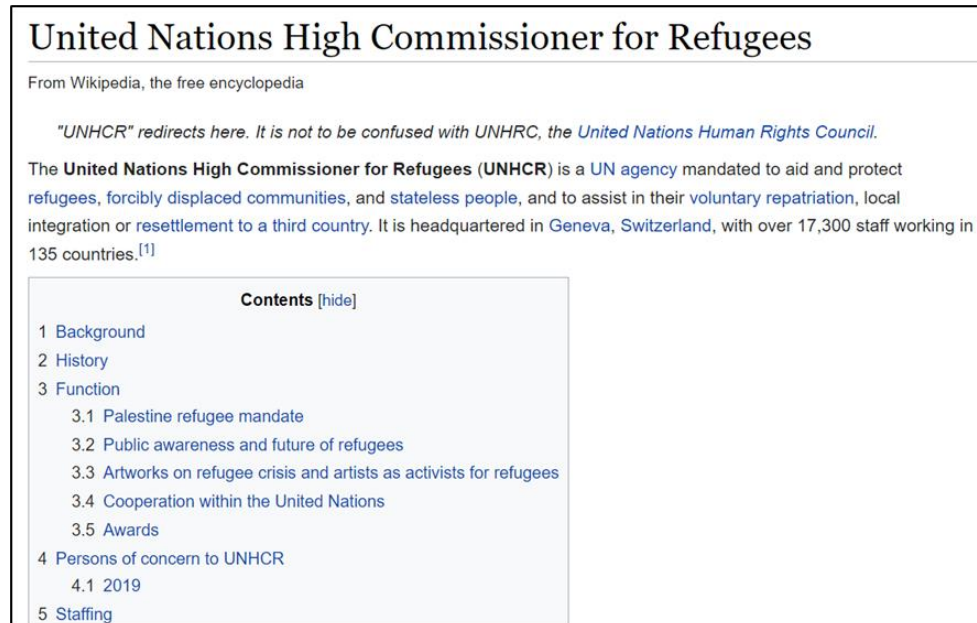 United Nations High Commissioner for Refugees
From Wikipedia, the free encyclopedia
"UNHCR" redirects here. It is not to be confused with UNHRC, the United Nations Human Rights Council.
The United Nations High Commissioner for Refugees (UNHCR) is a UN agency mandated to aid and protect
refugees, forcibly displaced communities, and stateless people, and to assist in their voluntary repatriation, local
integration or resettlement to a third country. It is headquartered in Geneva, Switzerland, with over 17,300 staff working in
135 countries.[1]
Contents [hide]
1 Background
2 History
3 Function
3.1 Palestine refugee mandate
3.2 Public awareness and future of refugees
3.3 Artworks on refugee crisis and artists as activists for refugees
3.4 Cooperation within the United Nations
3.5 Awards
4 Persons of concern to UNHCR
4.1 2019
5 Staffing